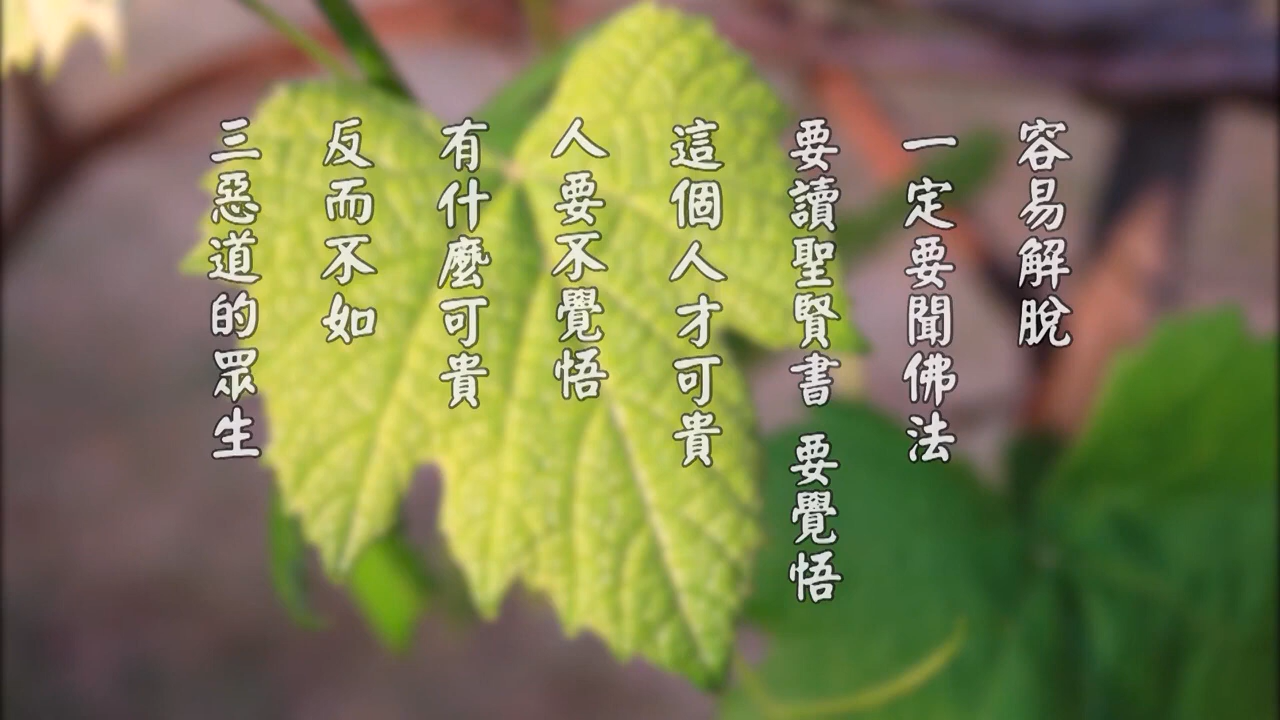 容易解脫
一定要聞佛法
要讀聖賢書 要覺悟
這個人才可貴
人要不覺悟
有什麼可貴
反而不如
三惡道的眾生